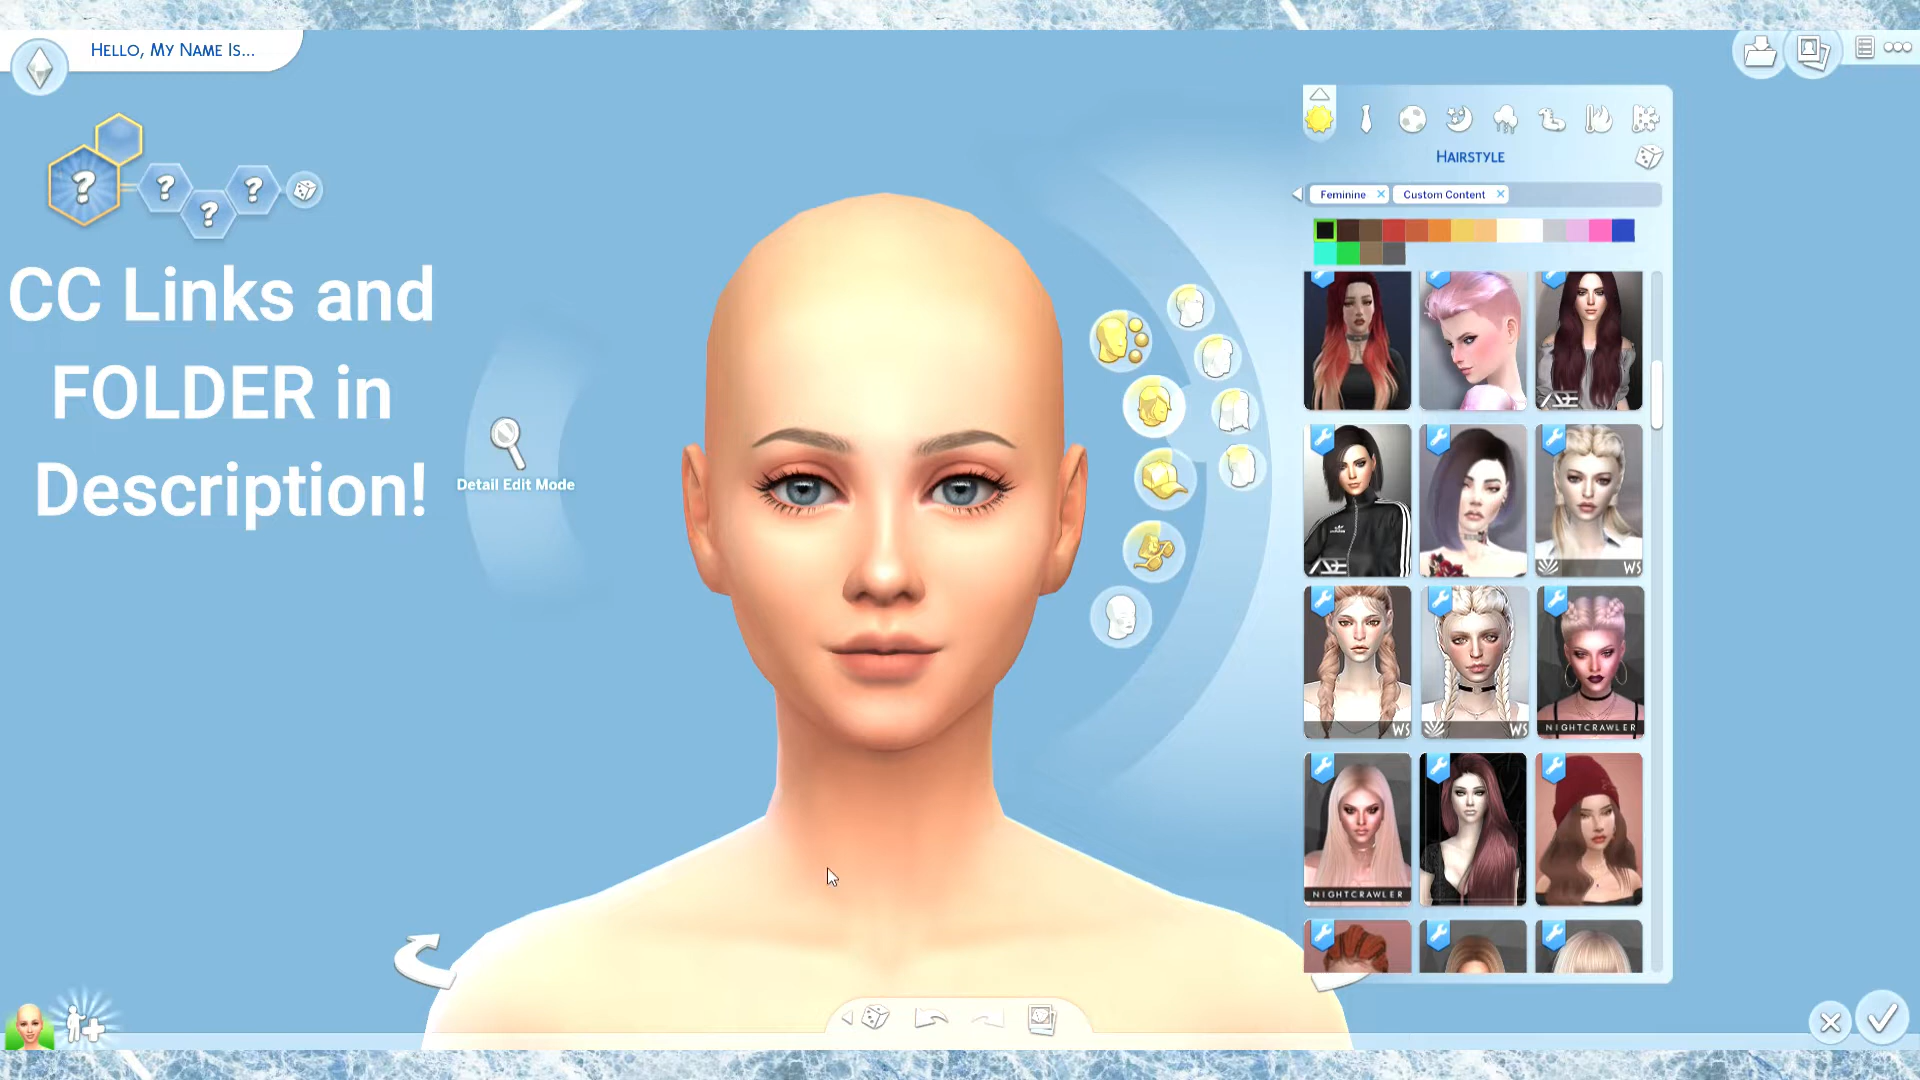 Hello, My Name Is...
Hairstyle
Feminine
Custom Content
CC Links and
FOLDER in
Description!
Detail Edit Mode
WS
WS
WS
NIGHTCRAWLER
NIGHTCRAWLER